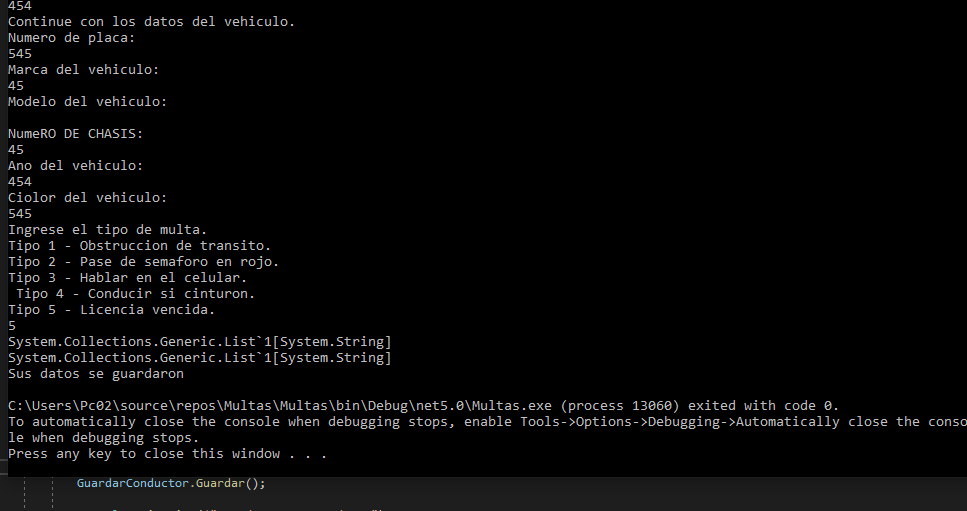 454
Continue con los datos del vehiculo.
Numero de placa:
545
Marca del vehiculo:
45
Modelo del vehiculo:
NumeRO DE CHASIS:
45
Ano del vehiculo:
454
Ciolor del vehiculo:
545
Ingrese el tipo de multa.
Tipo 1 - Obstruccion de transito.
Tipo 2 - Pase de semaforo en rojo.
Tipo 3 - Hablar en el celular.
 Tipo 4 - Conducir si cinturon.
Tipo 5 - Licencia vencida.
5
System.Collections.Generic.List`1[System.String]
System.Collections.Generic.List`1[System.String]
Sus datos se guardaron
C:\Users\Pc02\source\repos\Multas\Multas\bin\Debug\net5.0\Multas.exe (process 13060) exited with code 0.
To automatically close the console when debugging stops, enable Tools->Options->Debugging->Automatically close the conso
le when debugging stops.
Press any key to close this window . . .
GuardarConductor.Guardar();